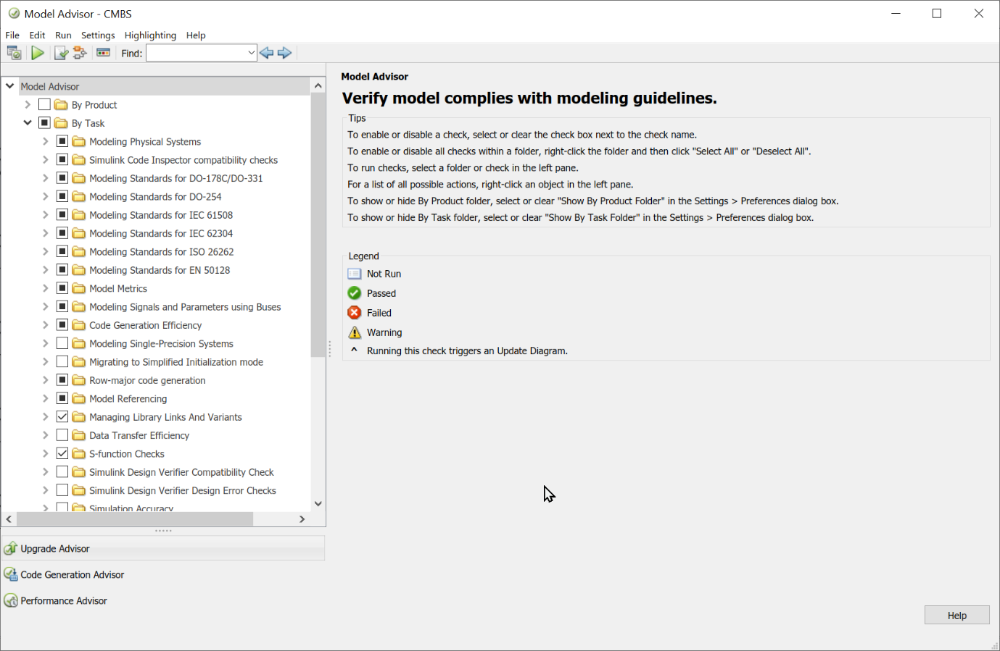 Model Advisor - CMBS
File Edit Run Settings Highlighting Help
Find:
Model Advisor
By Product
By Task
Modeling Physical Systems
Simulink Code Inspector compatibility checks
Modeling Standards for DO-178C/DO-331
Modeling Standards for DO-254
Modeling Standards for IEC 61508
Modeling Standards for IEC 62304
Modeling Standards for ISO 26262
Modeling Standards for EN 50128
Model Metrics
Modeling Signals and Parameters using Buses
Code Generation Efficiency
Modeling Single-Precision Systems
Migrating to Simplified Initialization mode
Row-major code generation
Model Referencing
Managing Library Links And Variants
Data Transfer Efficiency
S-function Checks
Simulink Design Verifier Compatibility Check
Simulink Design Verifier Design Error Checks
Simulation Accuracy
Upgrade Advisor
Code Generation Advisor
Performance Advisor
Model Advisor
Verify model complies with modeling guidelines.
Tips
To enable or disable a check, select or clear the check box next to the check name.
To enable or disable all checks within a folder, right-click the folder and then click "Select All" or "Deselect All".
To run checks, select a folder or check in the left pane.
For a list of all possible actions, right-click an object in the left pane.
To show or hide By Product folder, select or clear "Show By Product Folder" in the Settings > Preferences dialog box.
To show or hide By Task folder, select or clear "Show By Task Folder" in the Settings > Preferences dialog box.
Legend
Not Run
Passed
Failed
Warning
^ Running this check triggers an Update Diagram.
Help